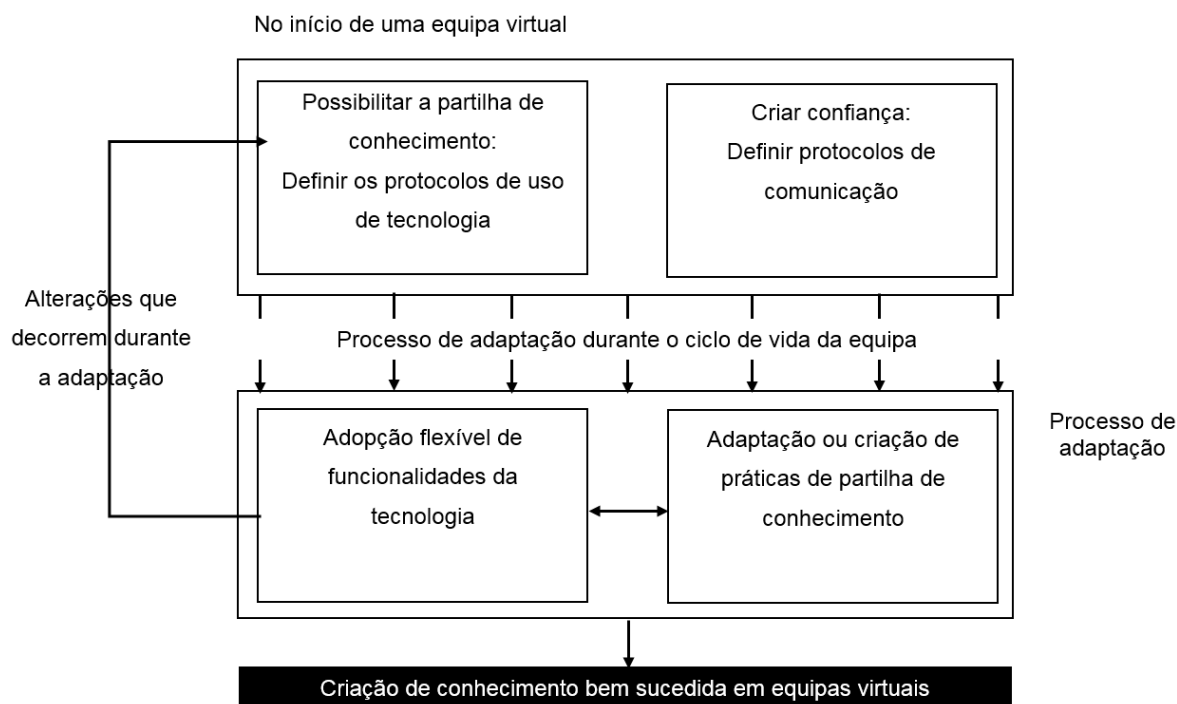 No início de uma equipa virtual
Possibilitar a partilha de
conhecimento:
Definir os protocolos de uso
de tecnologia
Criar confiança:
Definir protocolos de
comunicação
Alterações que
decorrem durante
a adaptação
Processo de adaptação durante o ciclo de vida da equipa
Adopção flexível de
funcionalidades da
tecnologia
Adaptação ou criação de
práticas de partilha de
conhecimento
Processo de
adaptação
Criação de conhecimento bem sucedida em equipas virtuais